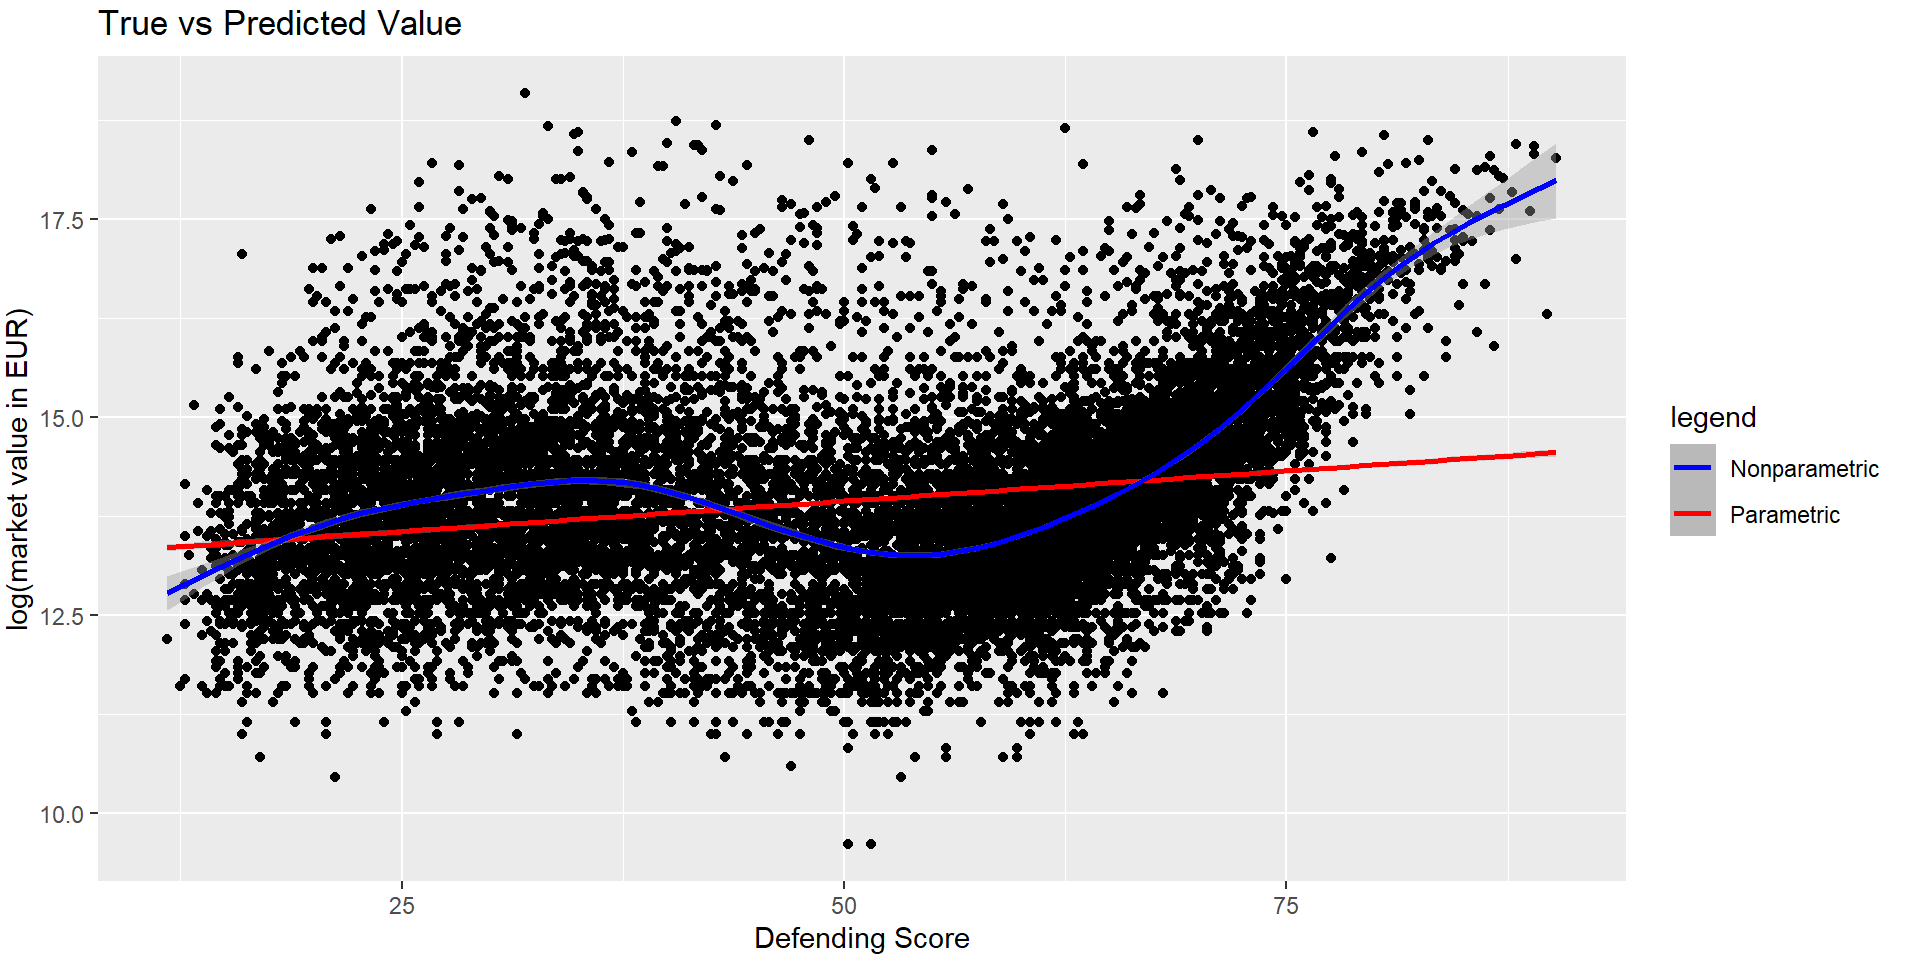 True vs Predicted Value
log(market value in EUR)
17.5
15.0
12.5
10.0
25
50
75
Defending Score
legend
Nonparametric
Parametric